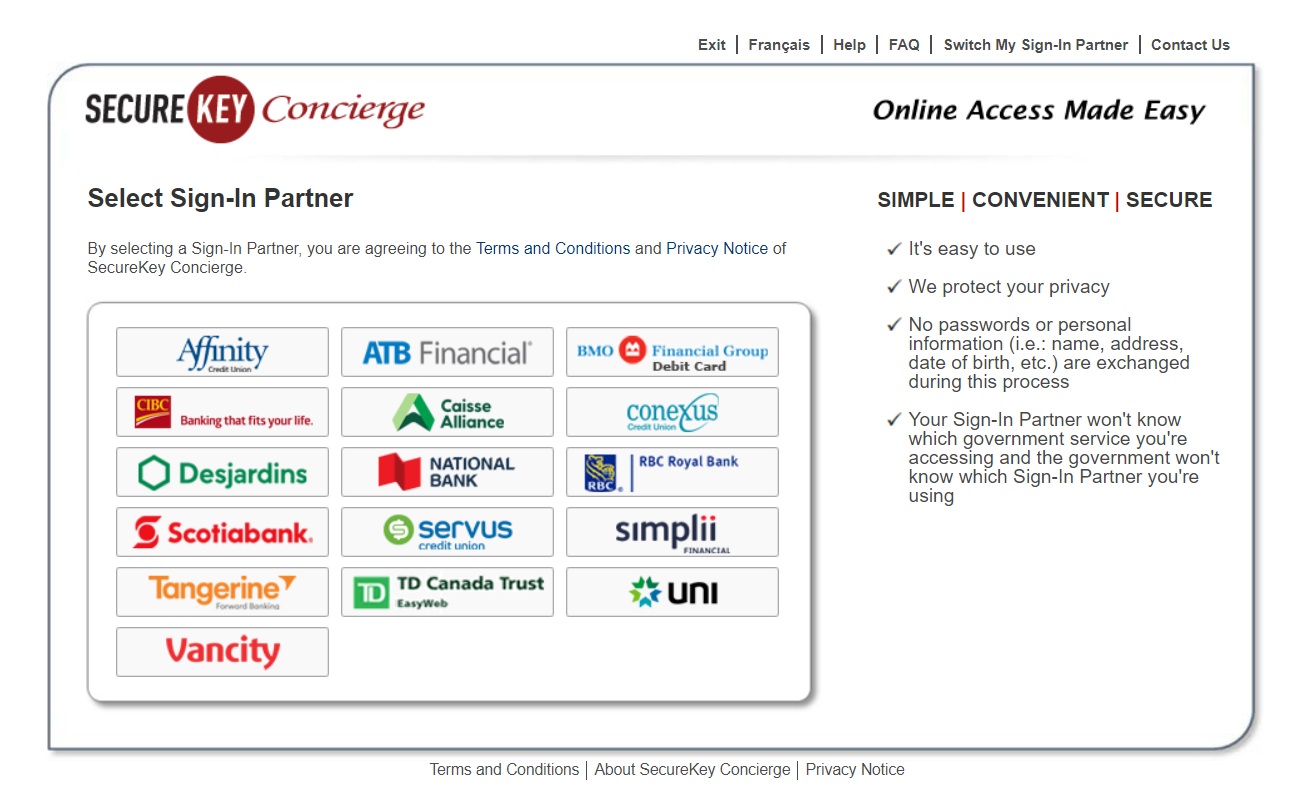 Exit | Français | Help | FAQ | Switch My Sign-In Partner | Contact Us
SECUREKEY Concierge
Online Access Made Easy
Select Sign-In Partner
By selecting a Sign-In Partner, you are agreeing to the Terms and Conditions and Privacy Notice of
SecureKey Concierge.
Affinity
Credit Union
ATB Financial®
BMO Financial Group
Debit Card
CIBC
Banking that fits your life.
Caisse
Alliance
conexus
Credit Union
Desjardins
NATIONAL
BANK
RBC Royal Bank
RBC®
Scotiabank®
servus
credit union
simplii
FINANCIAL
Tangerine
Forward Banking
TD TD Canada Trust
EasyWeb
UNI
Vancity
SIMPLE | CONVENIENT | SECURE
It's easy to use
We protect your privacy
No passwords or personal
information (i.e.: name, address,
date of birth, etc.) are exchanged
during this process
Your Sign-In Partner won't know
which government service you're
accessing and the government won't
know which Sign-In Partner you're
using
Terms and Conditions | About SecureKey Concierge | Privacy Notice